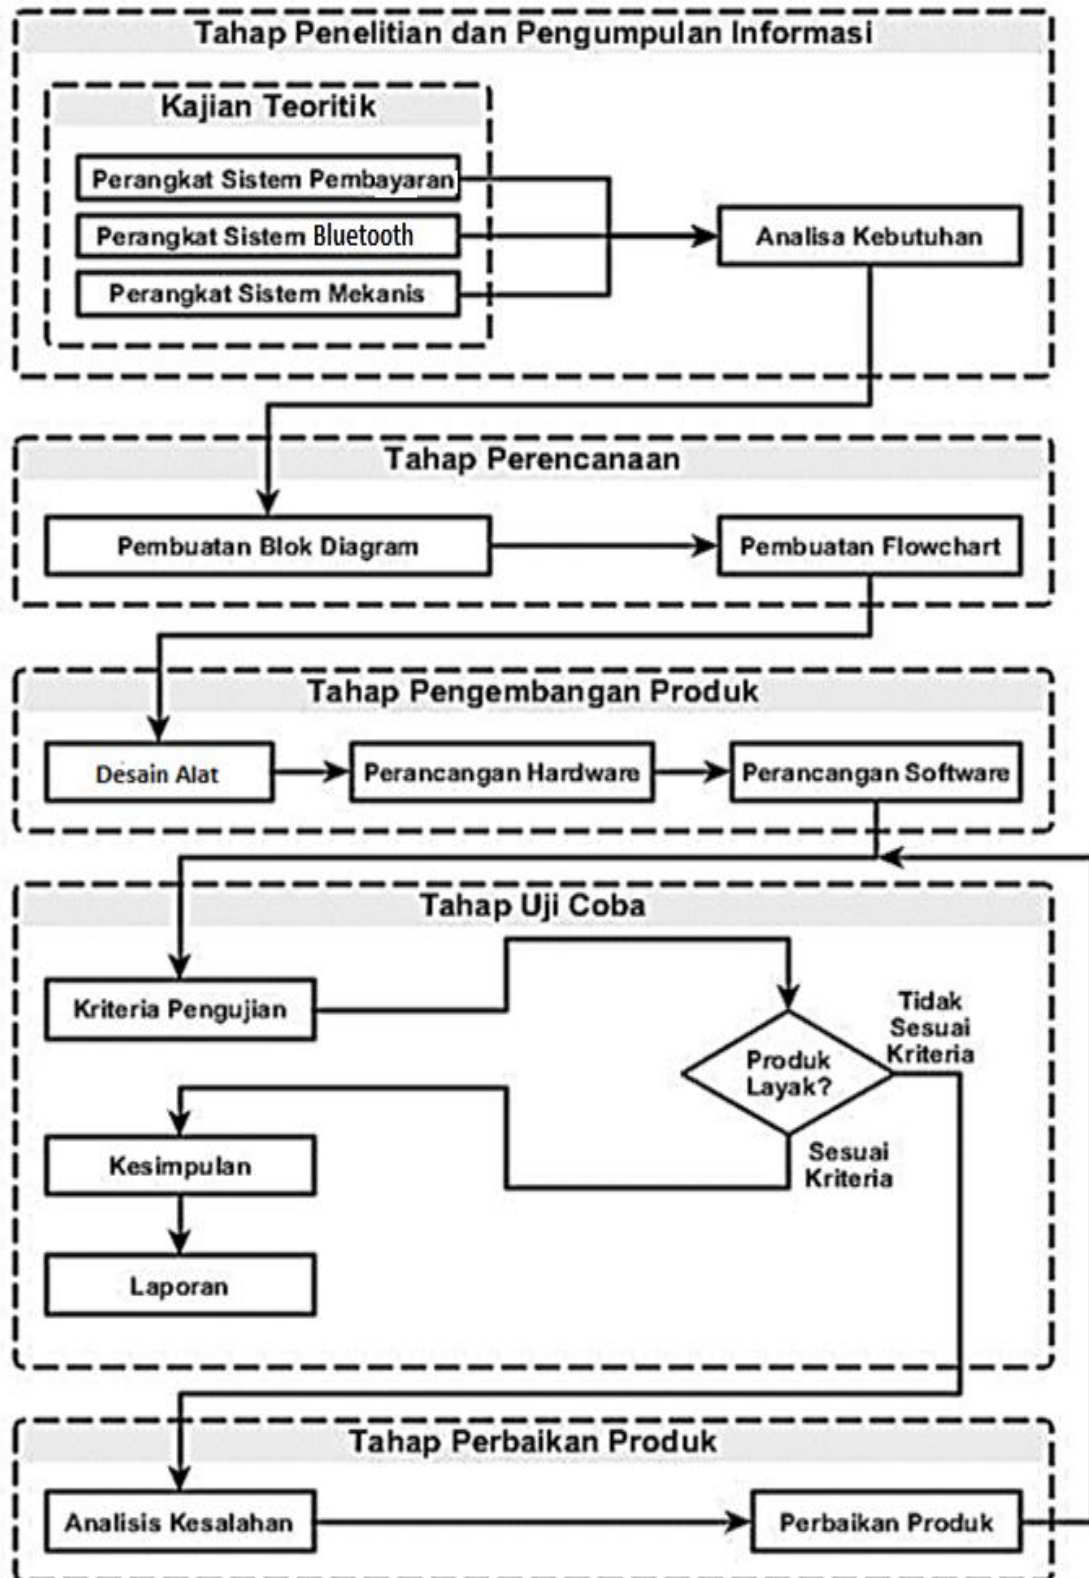 Tahap Penelitian dan Pengumpulan Informasi
Kajian Teoritik
Perangkat Sistem Pembayaran
Perangkat Sistem Bluetooth
Perangkat Sistem Mekanis
Analisa Kebutuhan
Tahap Perencanaan
Pembuatan Blok Diagram
Pembuatan Flowchart
Tahap Pengembangan Produk
Desain Alat
Perancangan Hardware
Perancangan Software
Tahap Uji Coba
Kriteria Pengujian
Produk
Layak?
Tidak
Sesuai
Kriteria
Sesuai
Kriteria
Kesimpulan
Laporan
Tahap Perbaikan Produk
Analisis Kesalahan
Perbaikan Produk